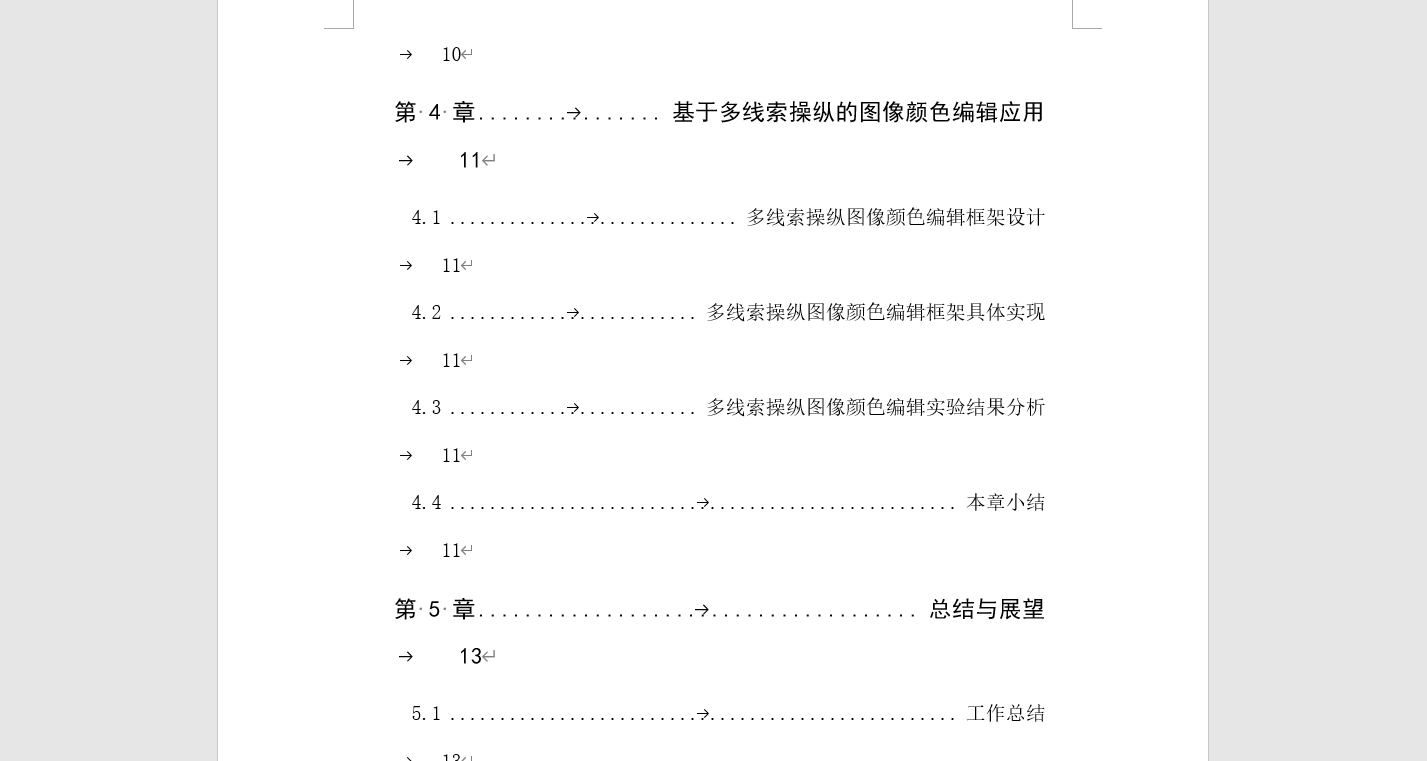 → 10↵
第·4·章........→....... 基于多线索操纵的图像颜色编辑应用
→ 11↵
4.1 ..............→.............. 多线索操纵图像颜色编辑框架设计
→ 11↵
4.2 ............→............ 多线索操纵图像颜色编辑框架具体实现
→ 11↵
4.3 ............→............ 多线索操纵图像颜色编辑实验结果分析
→ 11↵
4.4 .........................→......................... 本章小结
→ 11↵
第·5·章...................→.................. 总结与展望
→ 13↵
5.1 .........................→......................... 工作总结
→ 13↵